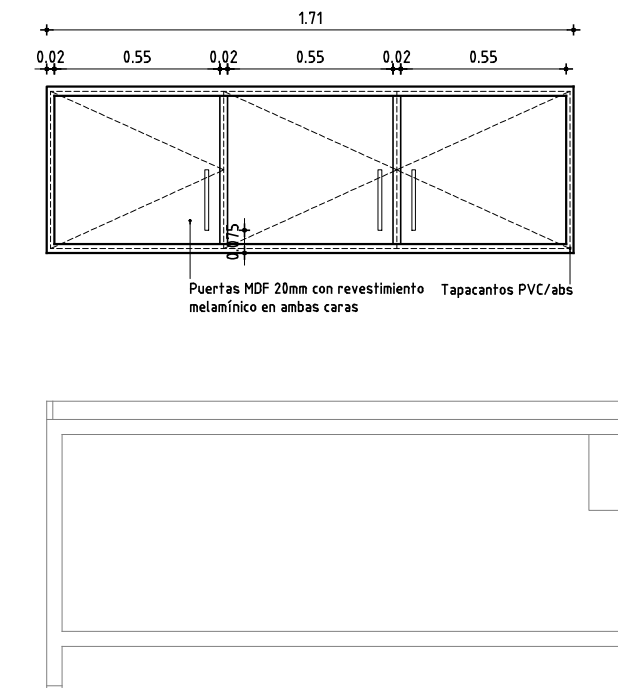 1.71
0.02 0.55 0.02 0.55 0.02 0.55
0.075
Puertas MDF 20mm con revestimiento
melamínico en ambas caras
Tapacantos PVC/abs